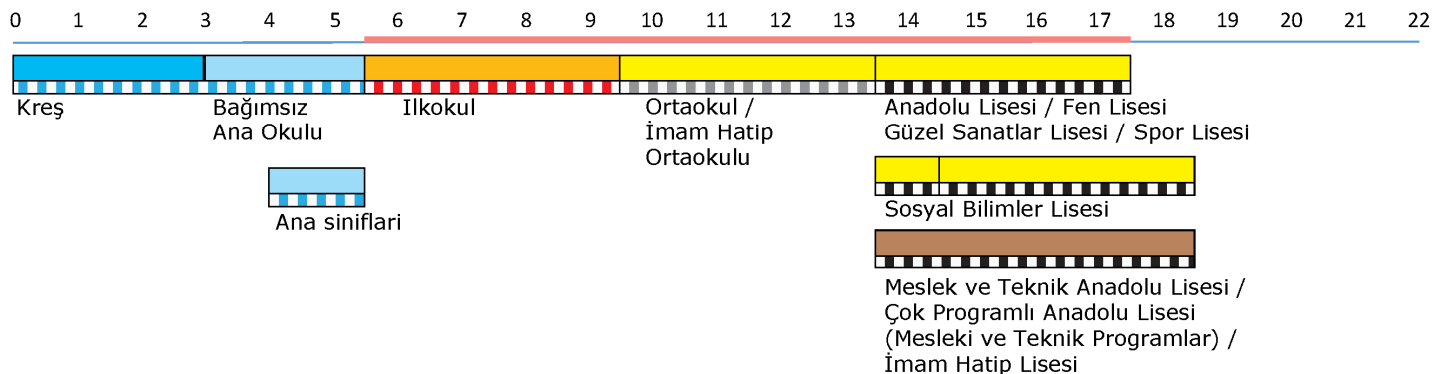 0 1 2 3 4 5 6 7 8 9 10 11 12 13 14 15 16 17 18 19 20 21 22
Kreş
Bağımsız
Ana Okulu
Ilkokul
Ortaokul /
İmam Hatip
Ortaokulu
Anadolu Lisesi / Fen Lisesi
Güzel Sanatlar Lisesi / Spor Lisesi
Ana siniflari
Sosyal Bilimler Lisesi
Meslek ve Teknik Anadolu Lisesi /
Çok Programlı Anadolu Lisesi
(Mesleki ve Teknik Programlar) /
İmam Hatip Lisesi